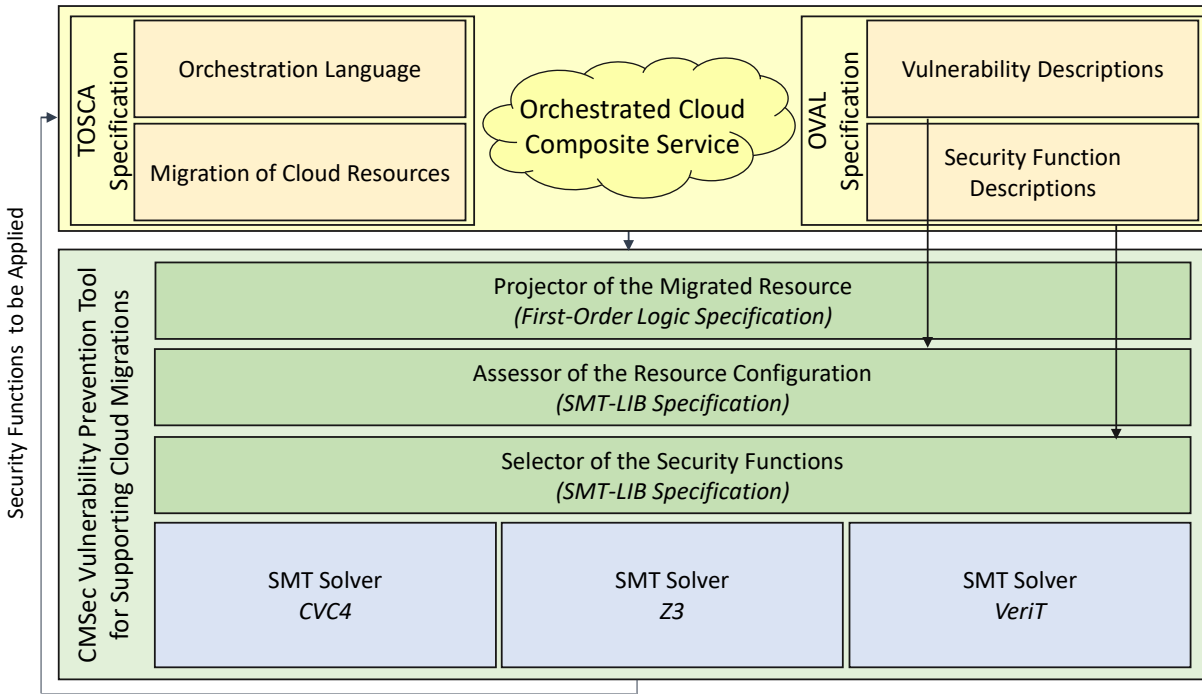 TOSCA
Specification
Orchestration Language
Migration of Cloud Resources
Orchestrated Cloud
Composite Service
OVAL
Specification
Vulnerability Descriptions
Security Function
Descriptions
Security Functions to be Applied
CMSec Vulnerability Prevention Tool
for Supporting Cloud Migrations
Projector of the Migrated Resource
(First-Order Logic Specification)
Assessor of the Resource Configuration
(SMT-LIB Specification)
Selector of the Security Functions
(SMT-LIB Specification)
SMT Solver
CVC4
SMT Solver
Z3
SMT Solver
VeriT